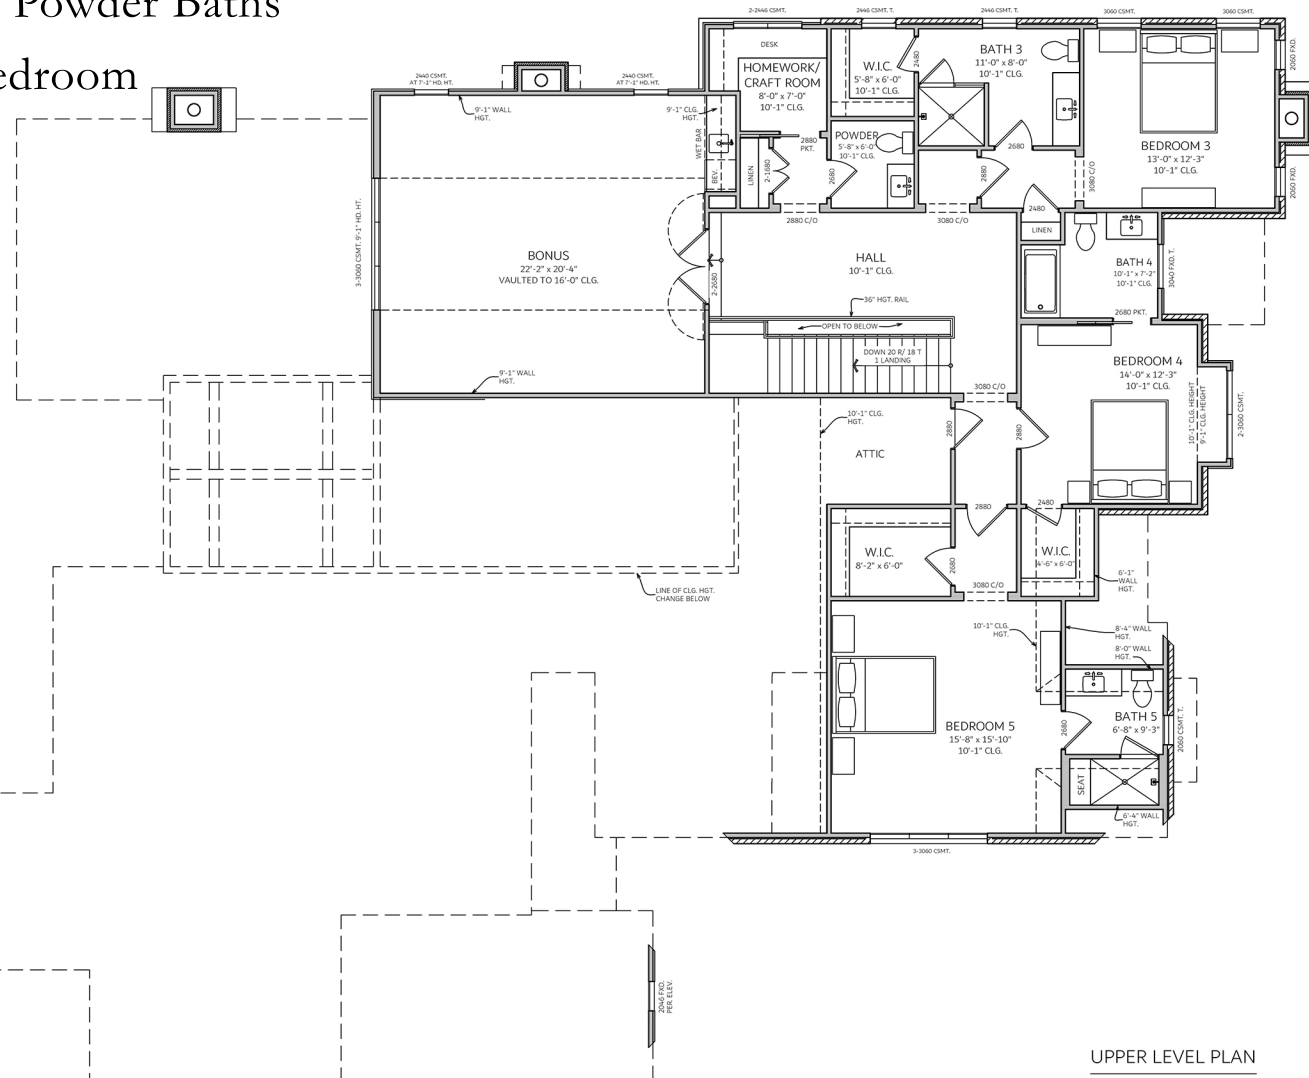 Powder Baths
edroom
2-2446 CSMT.
2446 CSMT. T.
2446 CSMT. T.
3060 CSMT.
3060 CSMT.
DESK
HOMEWORK/
CRAFT ROOM
8'-0" x 7'-0"
10'-1" CLG.
W.I.C.
5'-8" x 6'-0"
10'-1" CLG.
2480
BATH 3
11'-0" x 8'-0"
10'-1" CLG.
2060 FXD.
2440 CSMT.
AT 7'-1" HD. HT.
2440 CSMT.
AT 7'-1" HD. HT.
9'-1" WALL
HGT.
9'-1" CLG.
HGT.
WET BAR
BEV.
LINEN
2-1680
2880
PKT.
POWDER
5'-8" x 6'-0"
10'-1" CLG.
2680
2680
2880
3080 C/O
BEDROOM 3
13'-0" x 12'-3"
10'-1" CLG.
2060 FXD.
2480
LINEN
2880 C/O
3080 C/O
3-3060 CSMT. 9'-1" HD. HT.
BONUS
22'-2" x 20'-4"
VAULTED TO 16'-0" CLG.
2-2680
HALL
10'-1" CLG.
BATH 4
10'-1" x 7'-2"
10'-1" CLG.
3040 FXD. T.
36" HGT. RAIL
OPEN TO BELOW
2680 PKT.
DOWN 20 R/ 18 T
1 LANDING
BEDROOM 4
14'-0" x 12'-3"
10'-1" CLG.
9'-1" WALL
HGT.
3080 C/O
10'-1" CLG. HEIGHT
9'-1" CLG. HEIGHT
2-3060 CSMT.
10'-1" CLG.
HGT.
2880
2880
ATTIC
2880
2480
W.I.C.
8'-2" x 6'-0"
2680
W.I.C.
4'-6" x 6'-0"
6'-1"
WALL
HGT.
3080 C/O
LINE OF CLG. HGT.
CHANGE BELOW
10'-1" CLG.
HGT.
8'-4" WALL
HGT.
8'-0" WALL
HGT.
BEDROOM 5
15'-8" x 15'-10"
10'-1" CLG.
2680
BATH 5
6'-8" x 9'-3"
2060 CSMT. T.
SEAT
6'-4" WALL
HGT.
3-3060 CSMT.
2046 FXD.
PER. ELEV.
UPPER LEVEL PLAN